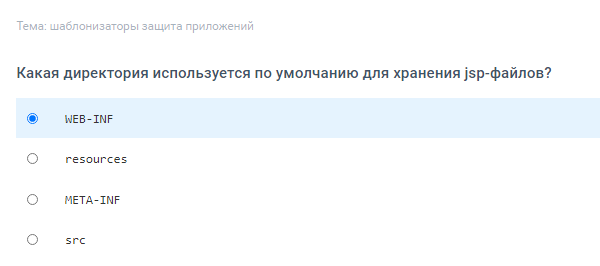 Тема: шаблонизаторы защита приложений
Какая директория используется по умолчанию для хранения jsp-файлов?
WEB-INF
resources
META-INF
src